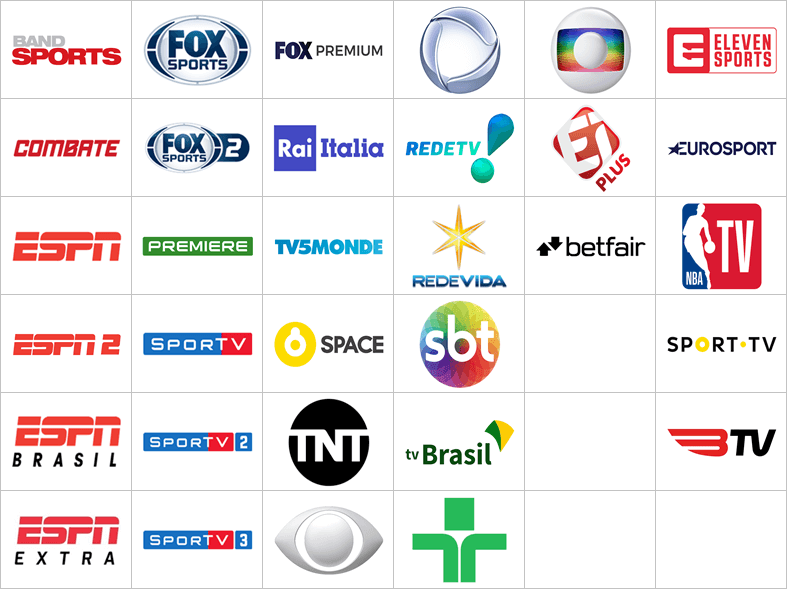 BAND
SPORTS
FOX
SPORTS
FOX PREMIUM
ELEVEN
SPORTS
COMBATE
FOX
SPORTS 2
Rai Italia
REDETV
EI
PLUS
EUROSPORT
ESPN
PREMIERE
TV5MONDE
REDEVIDA
betfair
NBA TV
ESPN 2
SPORTV
SPACE
sbt
SPORT·TV
ESPN
BRASIL
SPORTV 2
TNT
tv Brasil
BTV
ESPN
EXTRA
SPORTV 3